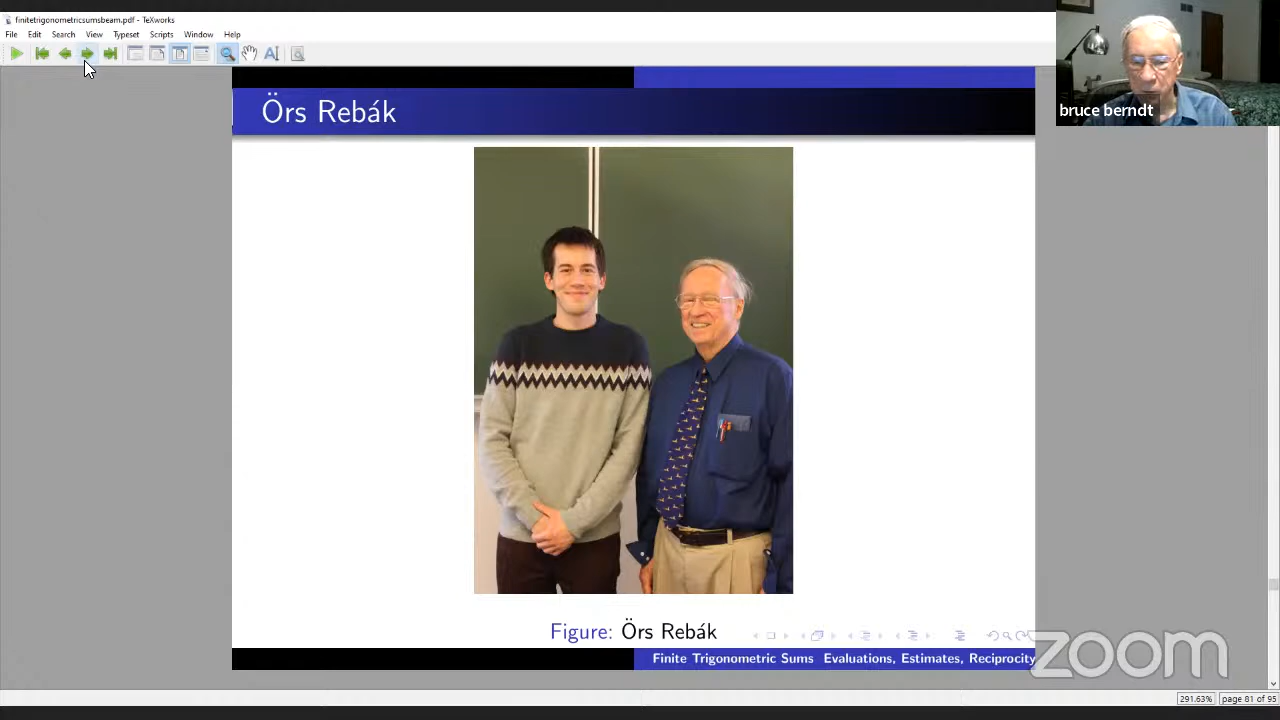 finitetrigonometricsumsbeam.pdf - TeXworks
File Edit Search View Typeset Scripts Window Help
bruce berndt
Örs Rebák
Figure: Örs Rebák
Finite Trigonometric Sums Evaluations, Estimates, Reciprocity
zoom
291.63% page 81 of 95